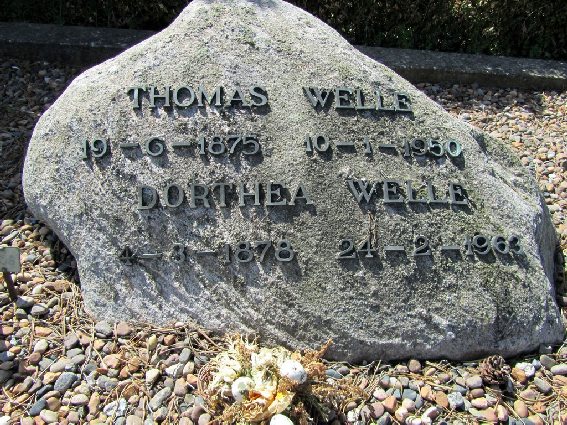 THOMAS WELLE
19-6-1875 10-1-1950
DORTHEA WELLE
4-3-1878 24-2-1963